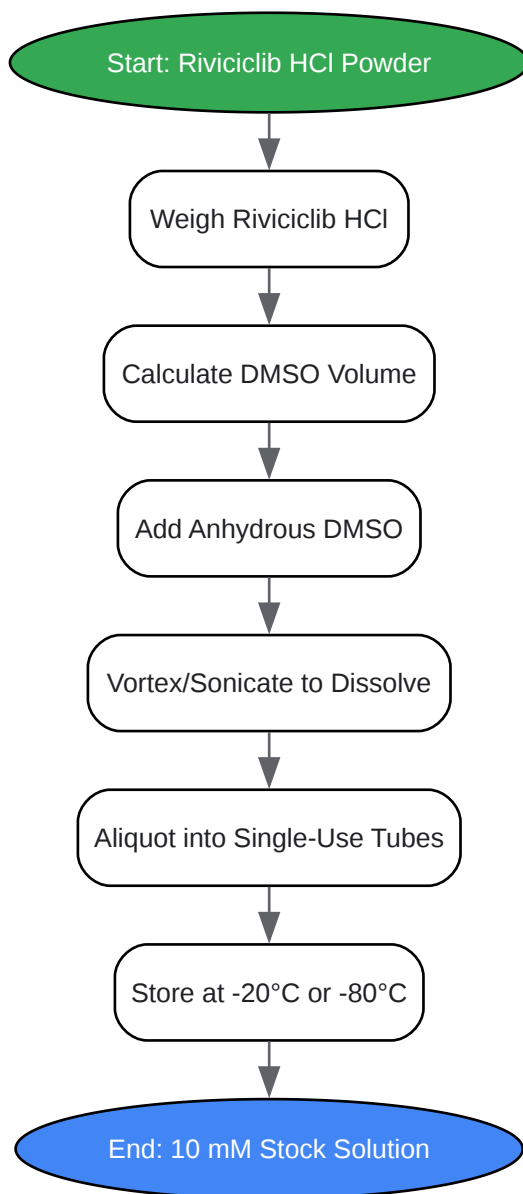 Start: Riviciclib HCl Powder
Weigh Riviciclib HCl
Calculate DMSO Volume
Add Anhydrous DMSO
Vortex/Sonicate to Dissolve
Aliquot into Single-Use Tubes
Store at -20°C or -80°C
End: 10 mM Stock Solution